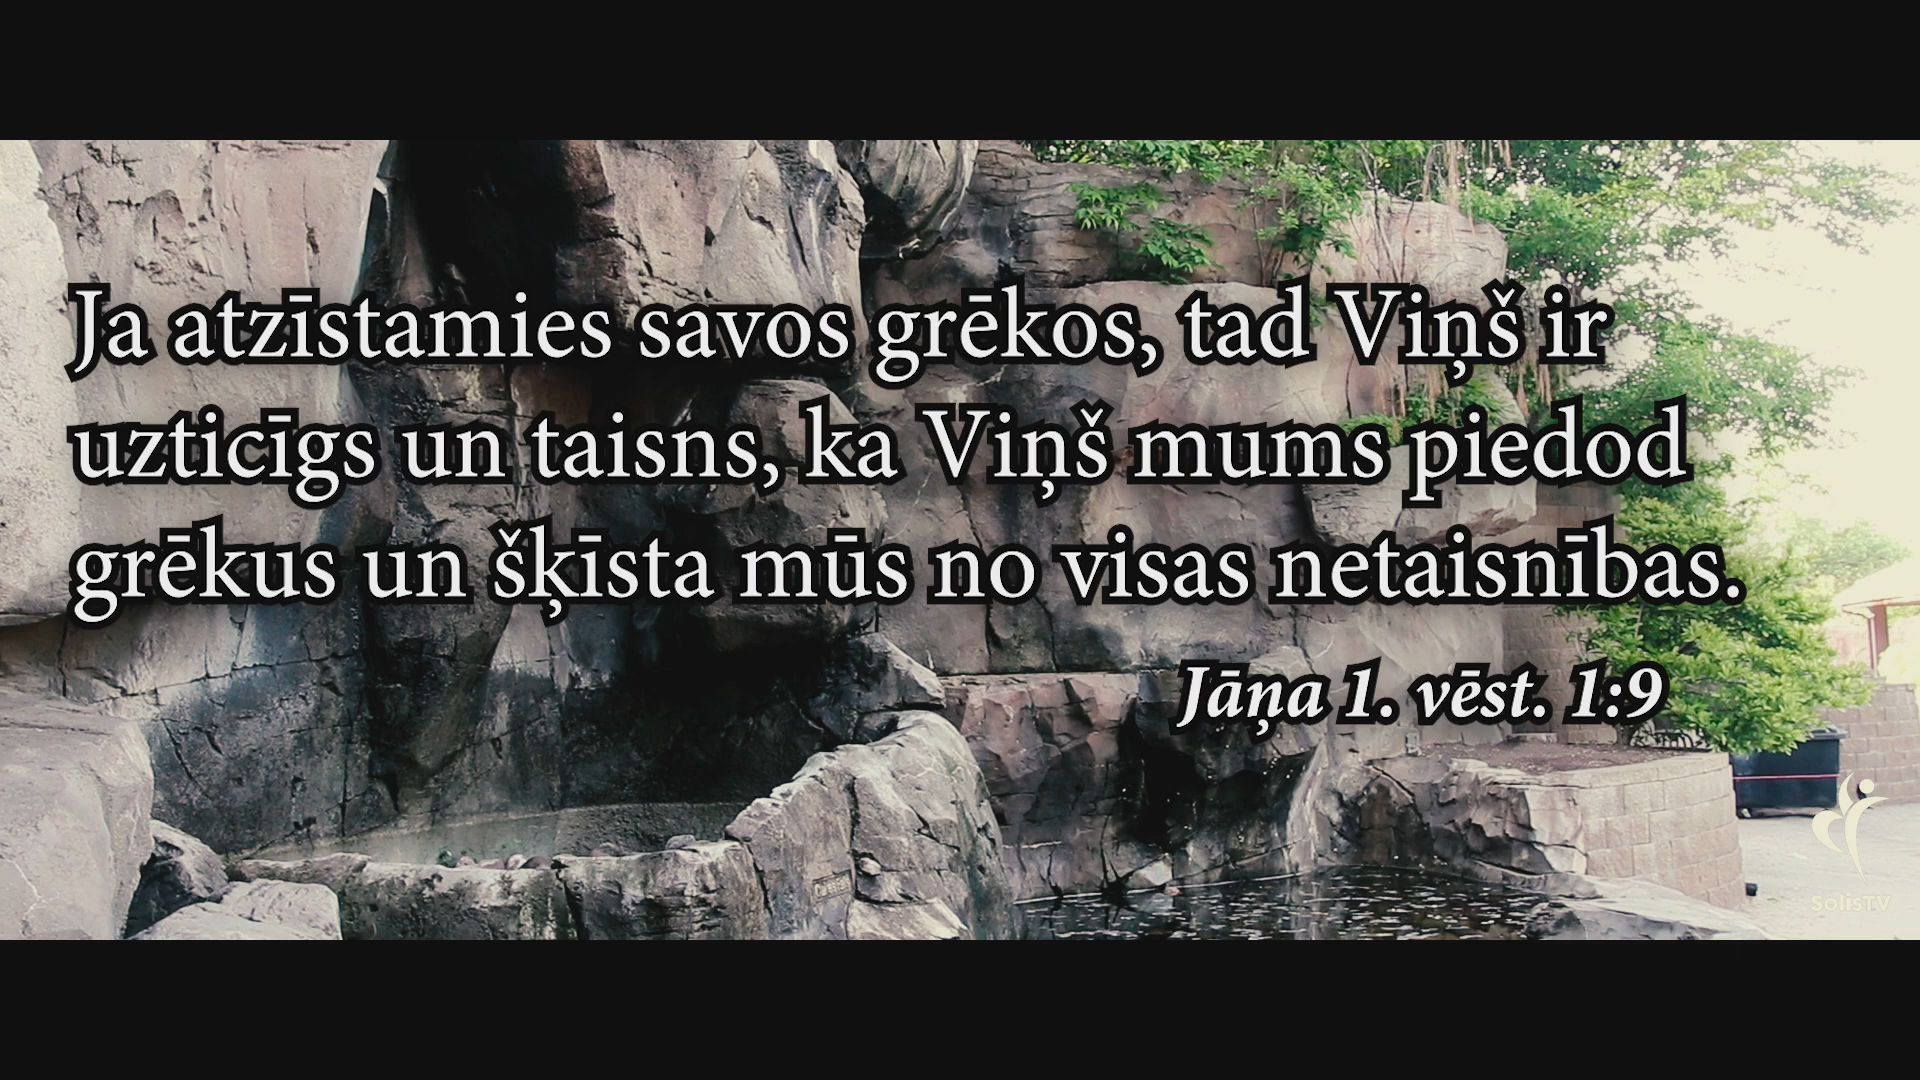 Ja atzīstamies savos grēkos, tad Viņš ir
uzticīgs un taisns, ka Viņš mums piedod
grēkus un šķīsta mūs no visas netaisnības.
Jāņa 1. vēst. 1:9
SolisTV